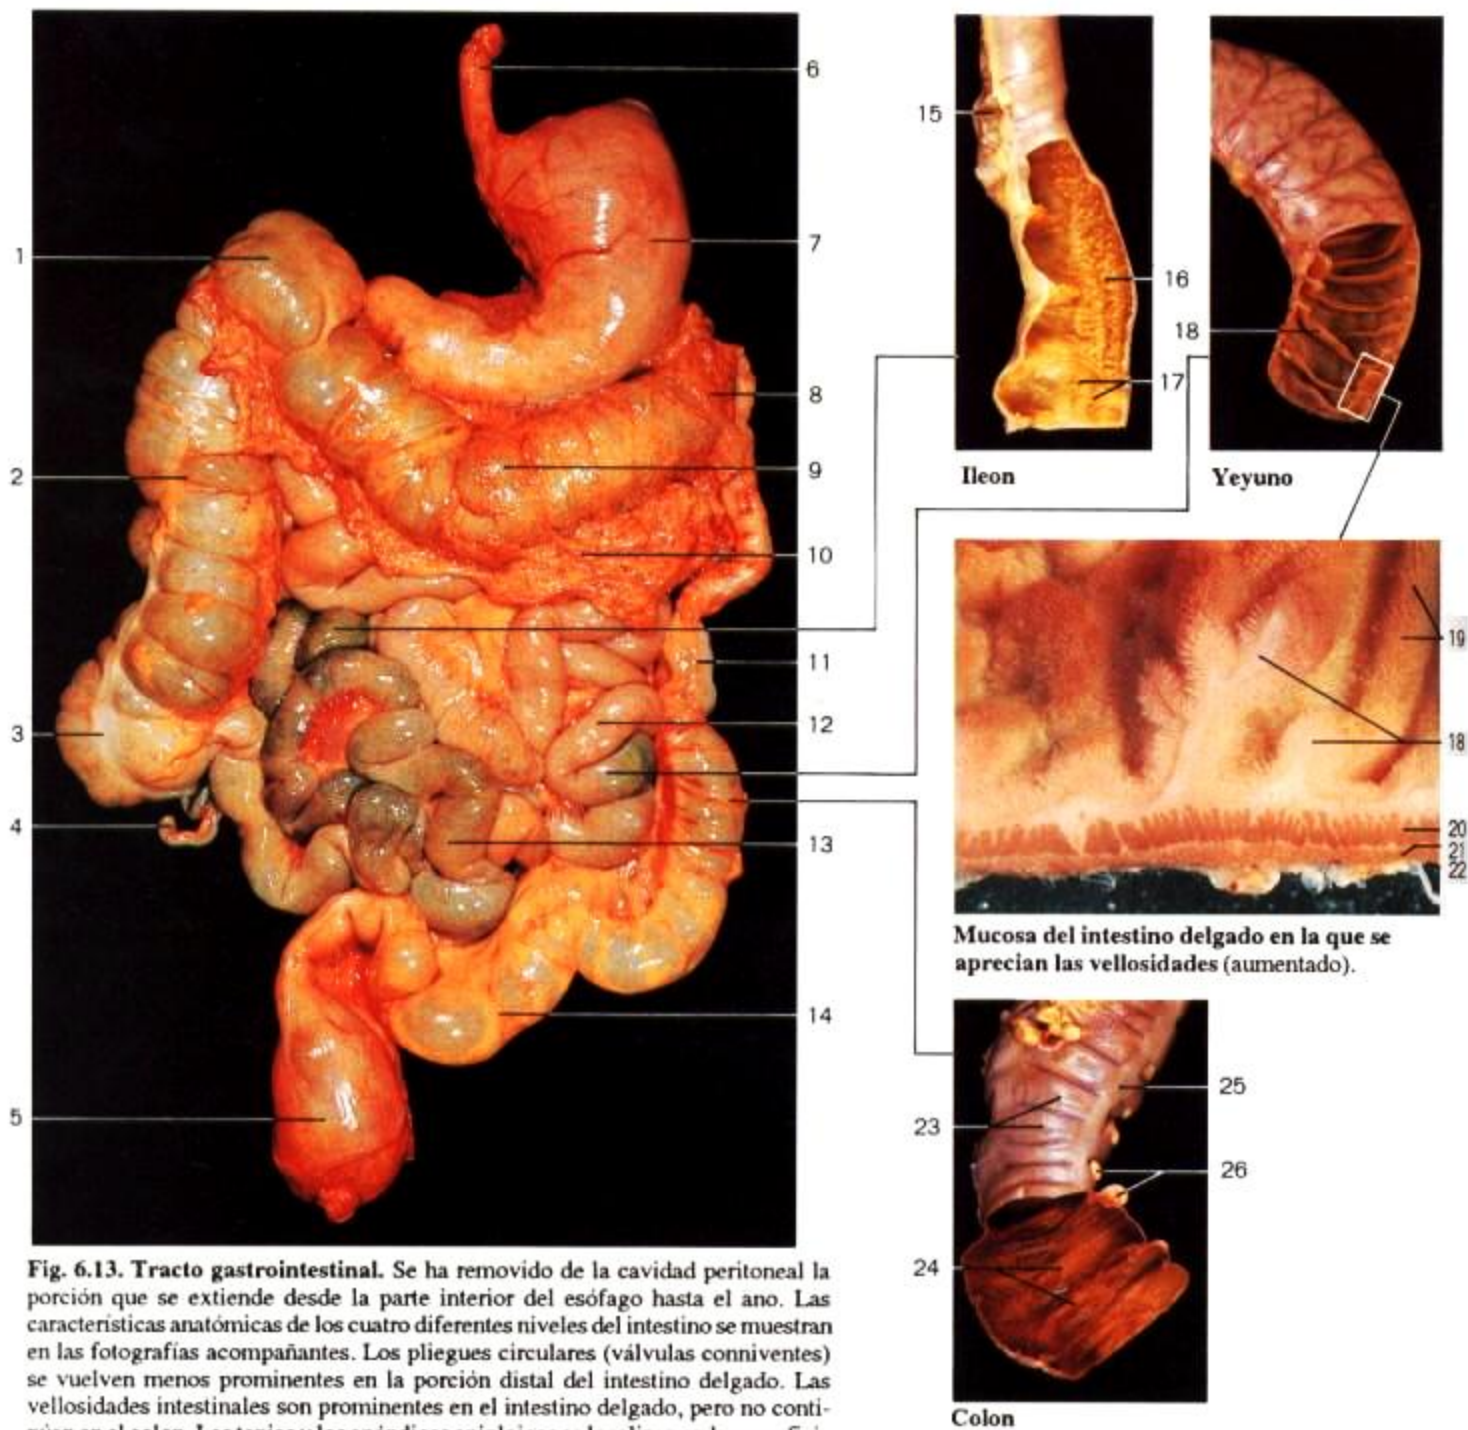 6
15
7
1
16
18
17
8
9
2
Ileon
Yeyuno
10
19
11
12
3
18
4
13
20
21
22
Mucosa del intestino delgado en la que se
aprecian las vellosidades (aumentado).
14
5
25
23
26
24
Fig. 6.13. Tracto gastrointestinal. Se ha removido de la cavidad peritoneal la
porción que se extiende desde la parte interior del esófago hasta el ano. Las
características anatómicas de los cuatro diferentes niveles del intestino se muestran
en las fotografías acompañantes. Los pliegues circulares (válvulas conniventes)
se vuelven menos prominentes en la porción distal del intestino delgado. Las
vellosidades intestinales son prominentes en el intestino delgado, pero no conti-
Colon